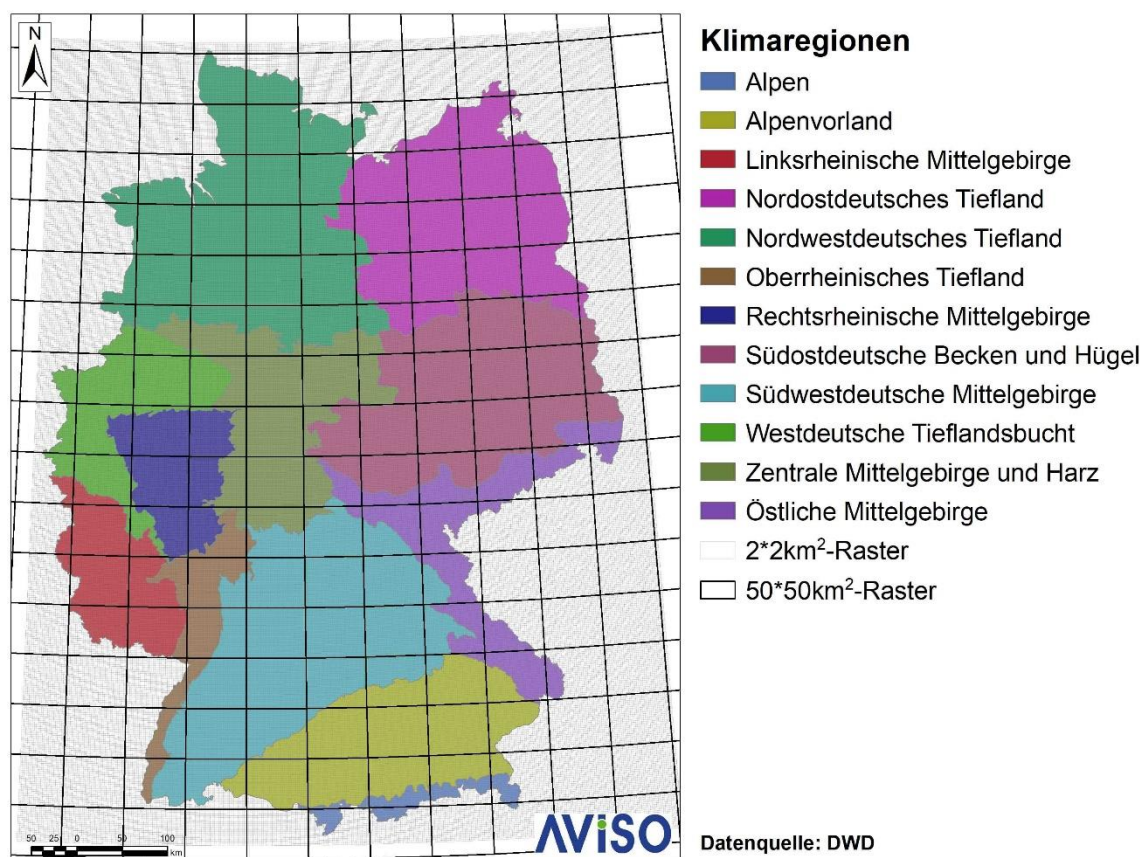 N
Klimaregionen
Alpen
Alpenvorland
Linksrheinische Mittelgebirge
Nordostdeutsches Tiefland
Nordwestdeutsches Tiefland
Oberrheinisches Tiefland
Rechtsrheinische Mittelgebirge
Südostdeutsche Becken und Hügel
Südwestdeutsche Mittelgebirge
Westdeutsche Tieflandsbucht
Zentrale Mittelgebirge und Harz
Östliche Mittelgebirge
2*2km²-Raster
50*50km²-Raster
50 25 0 50 100
km
AViSO
Datenquelle: DWD